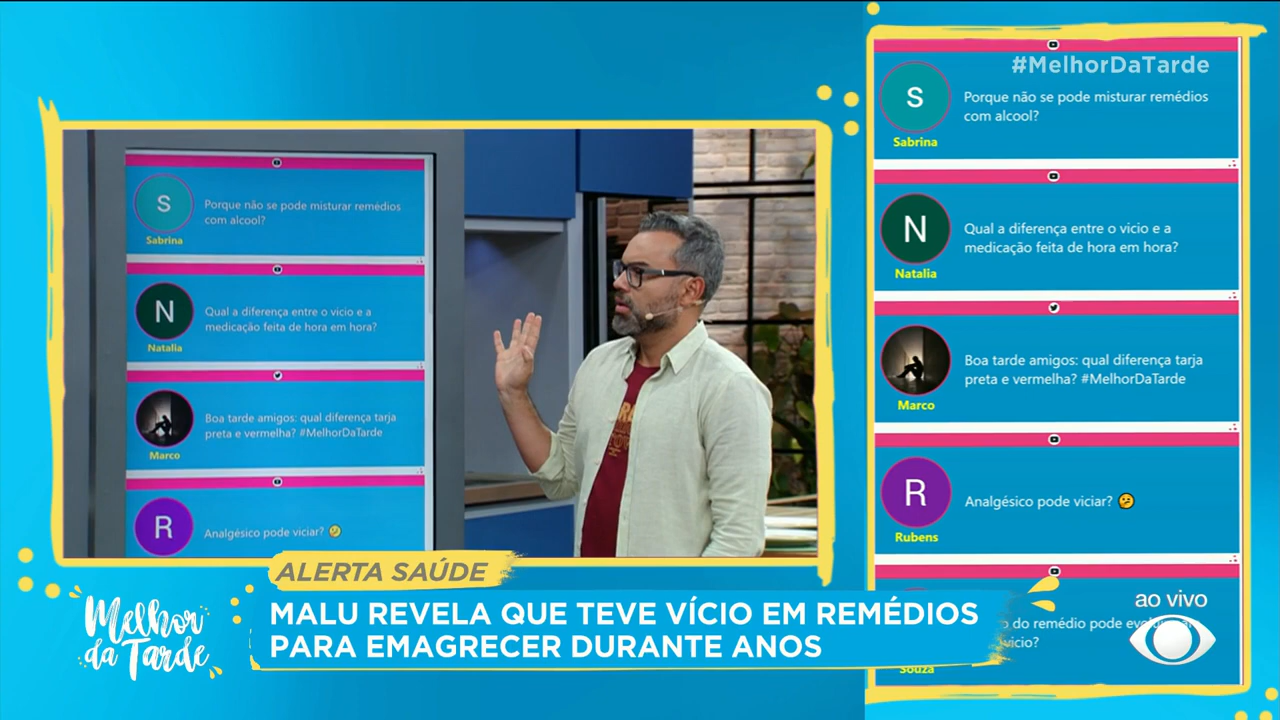 #MelhorDaTarde
S
Porque não se pode misturar remédios
com alcool?
Sabrina
N
Qual a diferença entre o vicio e a
medicação feita de hora em hora?
Natalia
Boa tarde amigos: qual diferença tarja
preta e vermelha? #MelhorDaTarde
Marco
R
Analgésico pode viciar?
S
Porque não se pode misturar remédios
com alcool?
Sabrina
N
Qual a diferença entre o vicio e a
medicação feita de hora em hora?
Natalia
Boa tarde amigos: qual diferença tarja
preta e vermelha? #MelhorDaTarde
Marco
R
Analgésico pode viciar?
Rubens
do remédio pode
Souza
ALERTA SAÚDE
MALU REVELA QUE TEVE VÍCIO EM REMÉDIOS
PARA EMAGRECER DURANTE ANOS
Melhor
da Tarde
ao vivo